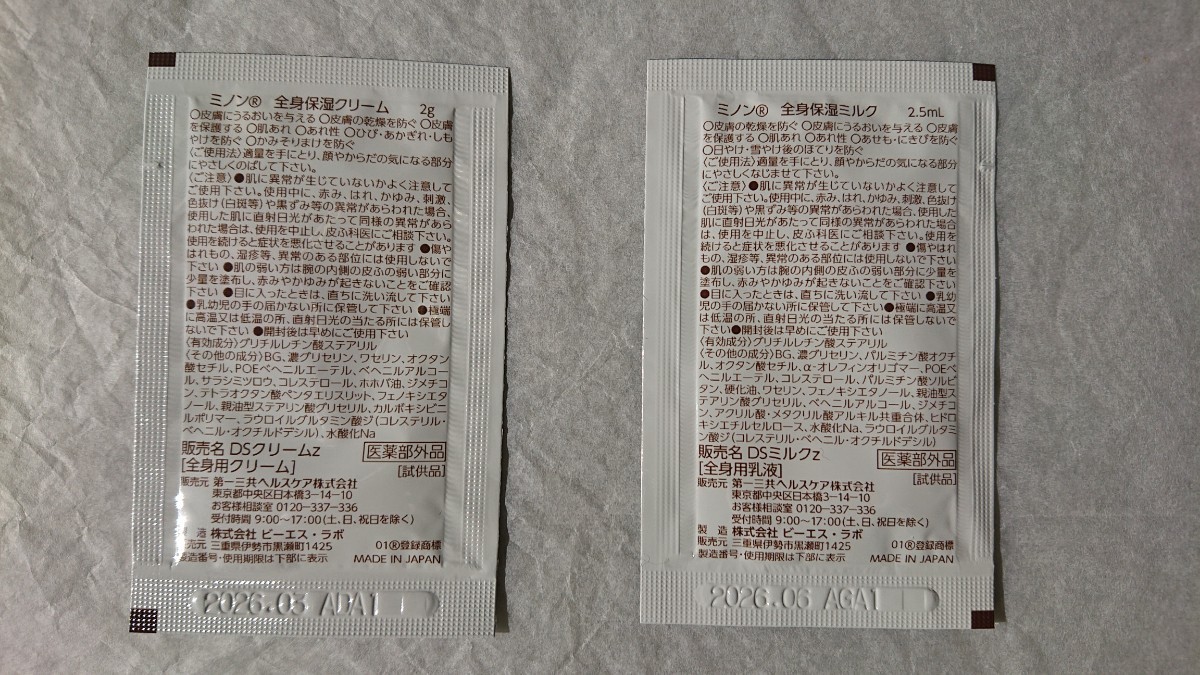 ミノン® 全身保湿クリーム 2g
〇皮膚にうるおいを与える 〇皮膚の乾燥を防ぐ 〇皮膚
を保護する 〇肌あれ 〇あれ性 〇ひび・あかぎれ・しも
やけを防ぐ 〇かみそりまけを防ぐ
〈ご使用法〉適量を手にとり、顔やからだの気になる部分
にやさしくのばして下さい。
〈ご注意〉●肌に異常が生じていないかよく注意して
ご使用下さい。使用中に、赤み、はれ、かゆみ、刺激、
色抜け(白斑等)や黒ずみ等の異常があらわれた場合、
使用した肌に直射日光があたって同様の異常があら
われた場合は、使用を中止し、皮ふ科医にご相談下さい。
使用を続けると症状を悪化させることがあります ●傷や
はれもの、湿疹等、異常のある部位には使用しないで
下さい ●肌の弱い方は腕の内側の皮ふの弱い部分に
少量を塗布し、赤みやかゆみが起きないことをご確認
下さい ●目に入ったときは、直ちに洗い流して下さい
●乳幼児の手の届かない所に保管して下さい ●極端
に高温又は低温の所、直射日光の当たる所には保管し
ないで下さい ●開封後は早めにご使用下さい
〈有効成分〉グリチルレチン酸ステアリル
〈その他の成分〉BG、濃グリセリン、ワセリン、オクタン
酸セチル、POEベヘニルエーテル、ベヘニルアルコー
ル、サラシミツロウ、コレステロール、ホホバ油、ジメチコ
ン、テトラオクタン酸ペンタエリスリット、フェノキシエタ
ノール、親油型ステアリン酸グリセリル、カルボキシビニ
ルポリマー、ラウロイルグルタミン酸ジ(コレステリル・
ベヘニル・オクチルドデシル)、水酸化Na
販売名 DSクリームz 医薬部外品
[全身用クリーム] [試供品]
販売元 第一三共ヘルスケア株式会社
東京都中央区日本橋3-14-10
お客様相談室 0120-337-336
受付時間 9:00〜17:00(土、日、祝日を除く)
製造 株式会社 ピーエス・ラボ
販売元 三重県伊勢市黒瀬町1425 01®登録商標
製造番号・使用期限は下部に表示 MADE IN JAPAN
2026.03 ADA1
ミノン® 全身保湿ミルク 2.5mL
〇皮膚の乾燥を防ぐ 〇皮膚にうるおいを与える 〇皮膚
を保護する 〇肌あれ 〇あれ性 〇あせも・にきびを防ぐ
〇日やけ・雪やけ後のほてりを防ぐ
〈ご使用法〉適量を手にとり、顔やからだの気になる部分
にやさしくなじませて下さい。
〈ご注意〉●肌に異常が生じていないかよく注意して
ご使用下さい。使用中に、赤み、はれ、かゆみ、刺激、色抜け
(白斑等)や黒ずみ等の異常があらわれた場合、使用した
肌に直射日光があたって同様の異常があらわれた場合
は、使用を中止し、皮ふ科医にご相談下さい。使用を
続けると症状を悪化させることがあります ●傷やはれ
もの、湿疹等、異常のある部位には使用しないで下さい
●肌の弱い方は腕の内側の皮ふの弱い部分に少量を
塗布し、赤みやかゆみが起きないことをご確認下さい
●目に入ったときは、直ちに洗い流して下さい ●乳幼
児の手の届かない所に保管して下さい ●極端に高温又
は低温の所、直射日光の当たる所には保管しないで
下さい ●開封後は早めにご使用下さい
〈有効成分〉グリチルレチン酸ステアリル
〈その他の成分〉BG、濃グリセリン、パルミチン酸オクチ
ル、オクタン酸セチル、α-オレフィンオリゴマー、POEベ
ヘニルエーテル、コレステロール、パルミチン酸ソルビ
タン、硬化油、ワセリン、フェノキシエタノール、親油型
ステアリン酸グリセリル、ベヘニルアルコール、ジメチコ
ン、アクリル酸・メタクリル酸アルキル共重合体、ヒドロ
キシエチルセルロース、水酸化Na、ラウロイルグルタミ
ン酸ジ(コレステリル・ベヘニル・オクチルドデシル)
販売名 DSミルクz 医薬部外品
[全身用乳液] [試供品]
販売元 第一三共ヘルスケア株式会社
東京都中央区日本橋3-14-10
お客様相談室 0120-337-336
受付時間 9:00〜17:00(土、日、祝日を除く)
製造 株式会社 ピーエス・ラボ
販売元 三重県伊勢市黒瀬町1425 01®登録商標
製造番号・使用期限は下部に表示 MADE IN JAPAN
2026.06 AGA1